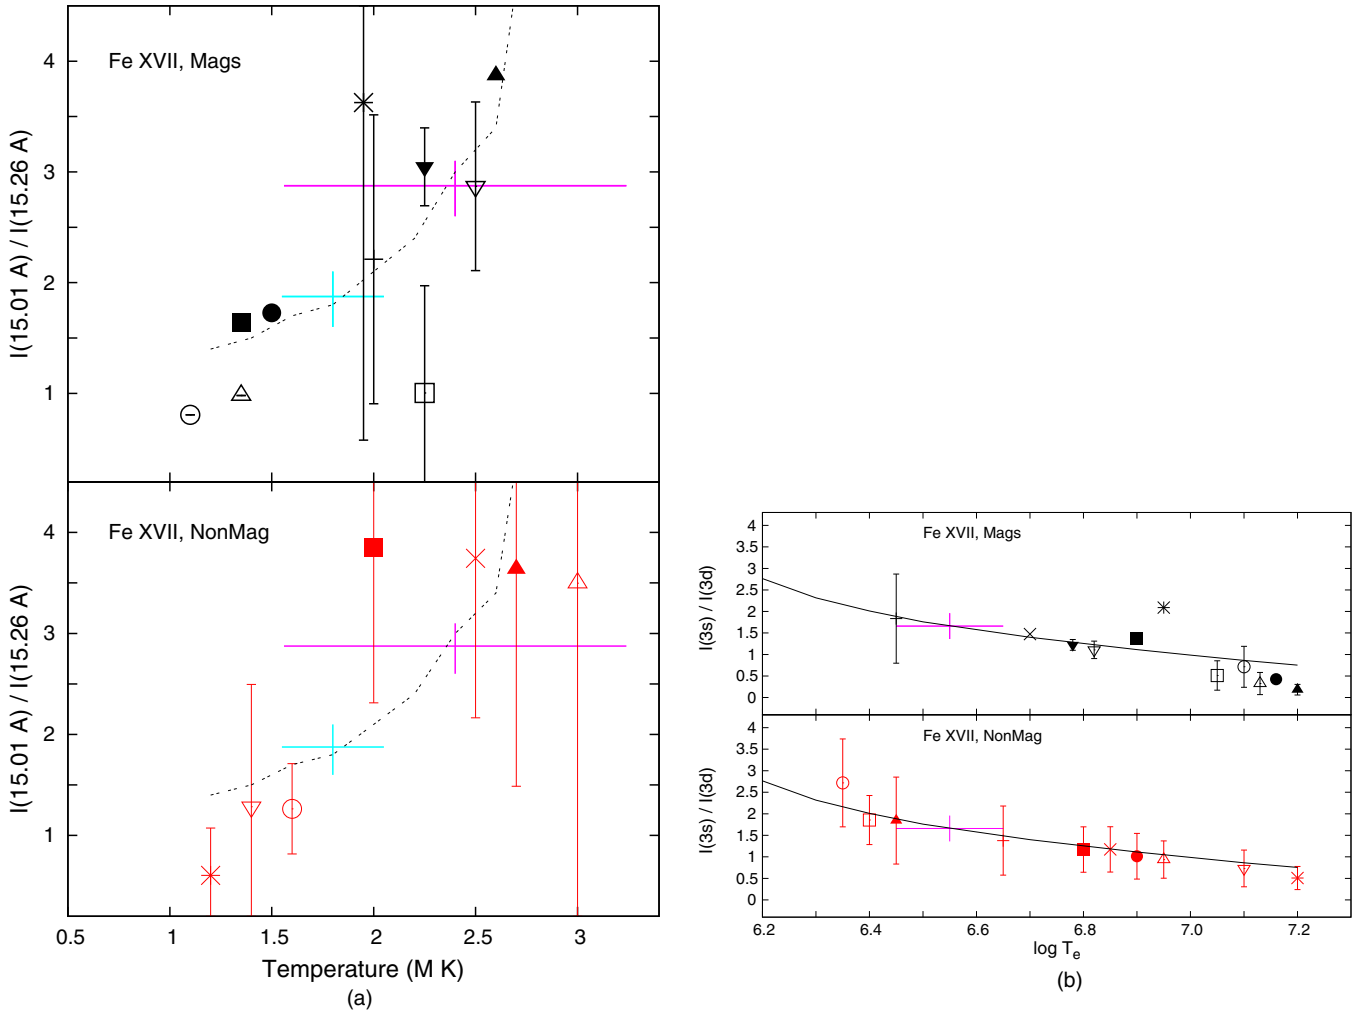 Fe XVII, Mags
I(15.01 A) / I(15.26 A)
4
3
2
1
Fe XVII, NonMag
I(15.01 A) / I(15.26 A)
4
3
2
1
0.5 1 1.5 2 2.5 3
Temperature (M K)
(a)
Fe XVII, Mags
I(3s) / I(3d)
4
3.5
3
2.5
2
1.5
1
0.5
0
Fe XVII, NonMag
I(3s) / I(3d)
4
3.5
3
2.5
2
1.5
1
0.5
0
6.2 6.4 6.6 6.8 7.0 7.2
log Te
(b)